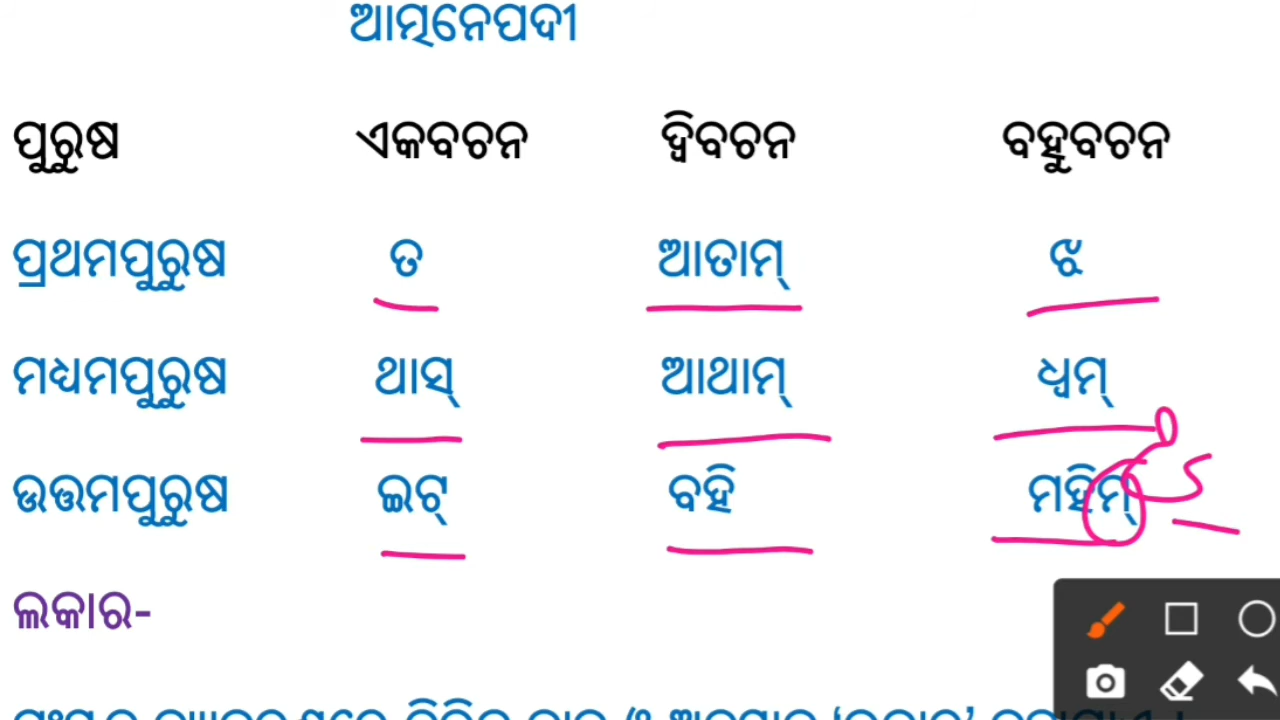 ଆତ୍ମନେପଦୀ
ପୁରୁଷ ଏକବଚନ ଦ୍ୱିବଚନ ବହୁବଚନ
ପ୍ରଥମପୁରୁଷ ତ ଆତାମ୍ ଝ
ମଧ୍ୟମପୁରୁଷ ଥାସ୍ ଆଥାମ୍ ଧ୍ୱମ୍
ଉତ୍ତମପୁରୁଷ ଇଟ୍ ବହି ମହିମ୍
ଲକାର-